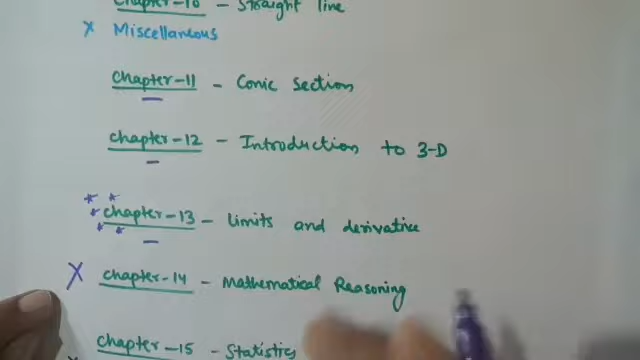 Chapter-10 - Straight line
x Miscellaneous
Chapter-11 - Conic Section
Chapter-12 - Introduction to 3-D
Chapter-13 - Limits and derivative
X Chapter-14 - Mathematical Reasoning
Chapter-15 - Statistics